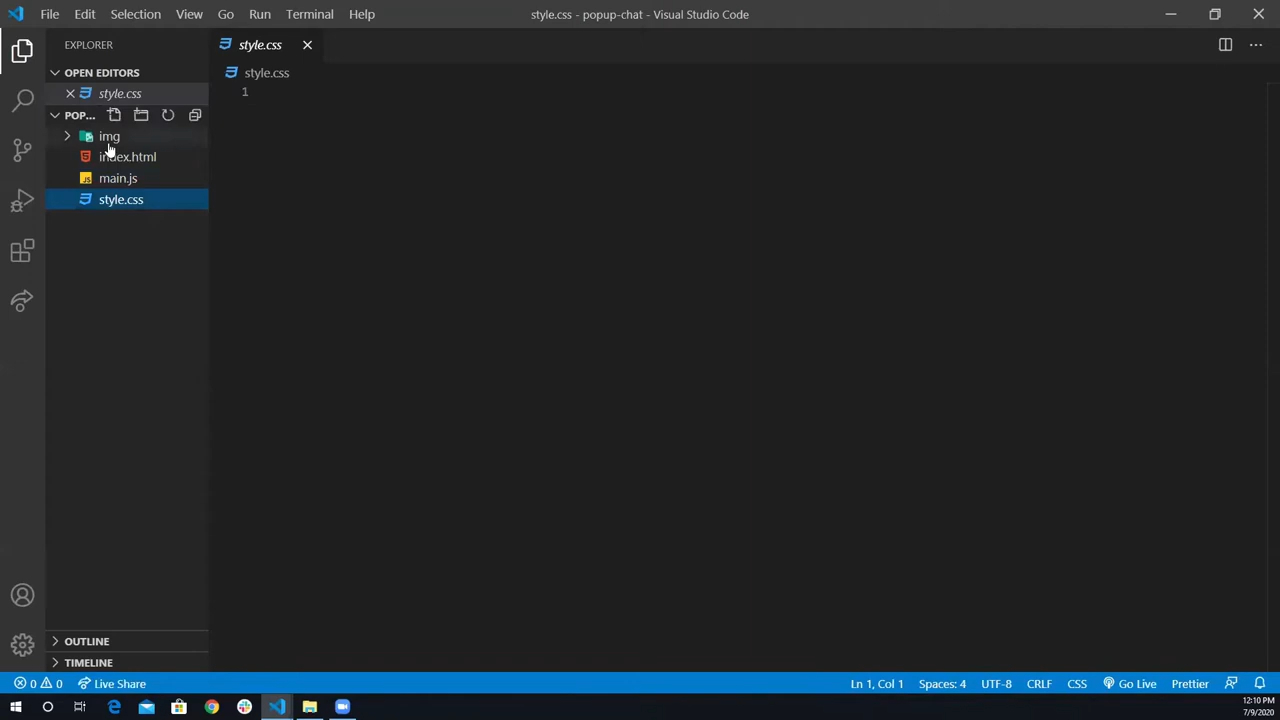 File Edit Selection View Go Run Terminal Help style.css - popup-chat - Visual Studio Code
EXPLORER
style.css
OPEN EDITORS
style.css
style.css
POP...
1
img
index.html
JS main.js
style.css
OUTLINE
TIMELINE
0 0 Live Share Ln 1, Col 1 Spaces: 4 UTF-8 CRLF CSS Go Live Prettier
12:10 PM
7/9/2020